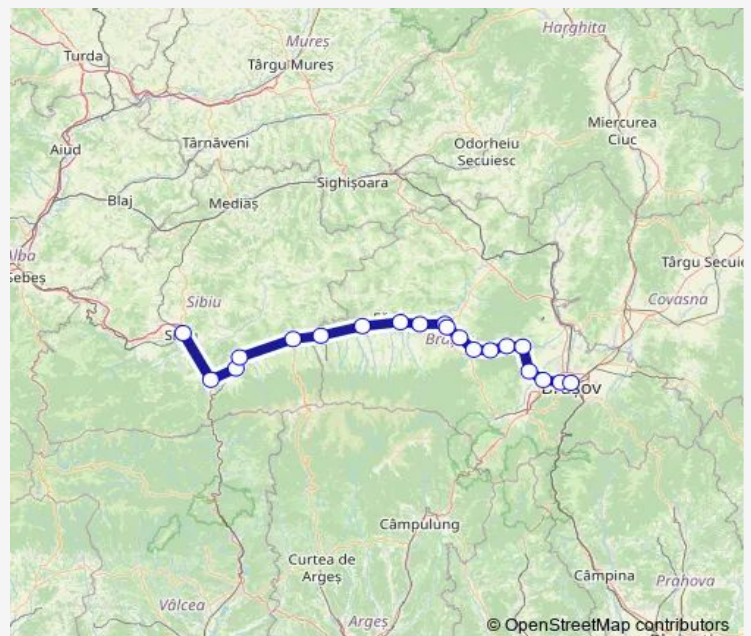 Harghita
Mureș
Turda
Târgu Mureș
Miercurea
Ciuc
Târnăveni
Odorheiu
Secuiesc
Aiud
Sighișoara
Blaj
Mediaș
Alba
Sebeș
Târgu Secuie
Sibiu
Covasna
Brașov
Câmpulung
Curtea de
Argeș
Câmpina
Prahova
Vâlcea
Argeș
© OpenStreetMap contributors